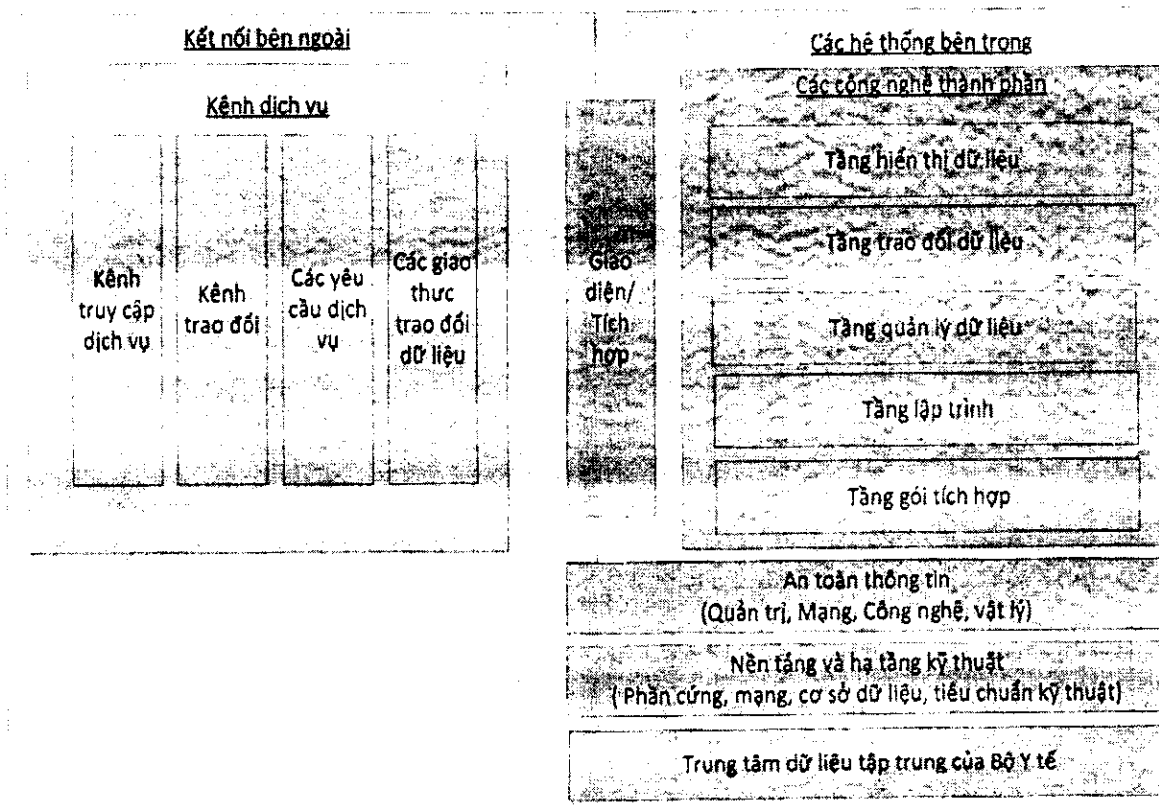 Kết nối bên ngoài
Kênh dịch vụ
Kênh
truy cập
dịch vụ
Kênh
trao đổi
Các yêu
cầu dịch
vụ
Các giao
thức
trao đổi
dữ liệu
Giao
diện/
Tích
hợp
Các hệ thống bên trong
Các công nghệ thành phần
Tầng hiển thị dữ liệu
Tầng trao đổi dữ liệu
Tầng quản lý dữ liệu
Tầng lập trình
Tầng gói tích hợp
An toàn thông tin
(Quản trị, Mạng, Công nghệ, vật lý)
Nền tảng và hạ tầng kỹ thuật
( Phần cứng, mạng, cơ sở dữ liệu, tiêu chuẩn kỹ thuật)
Trung tâm dữ liệu tập trung của Bộ Y tế